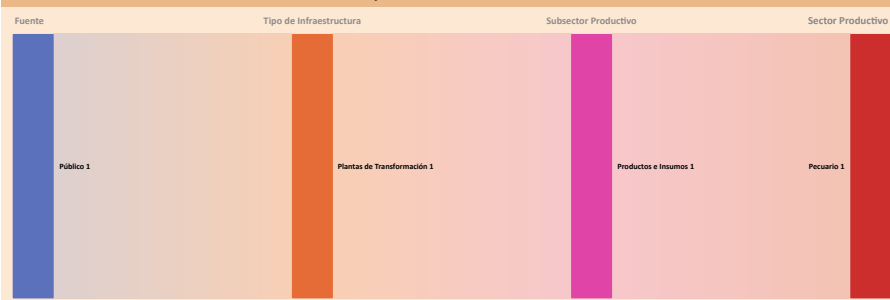 Fuente Tipo de Infraestructura Subsector Productivo Sector Productivo
Público 1 Plantas de Transformación 1 Productos e Insumos 1 Pecuario 1